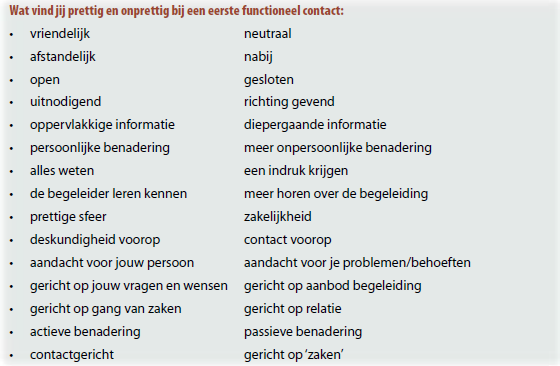 Wat vind jij prettig en onprettig bij een eerste functioneel contact:
• vriendelijk neutraal
• afstandelijk nabij
• open gesloten
• uitnodigend richting gevend
• oppervlakkige informatie diepergaande informatie
• persoonlijke benadering meer onpersoonlijke benadering
• alles weten een indruk krijgen
• de begeleider leren kennen meer horen over de begeleiding
• prettige sfeer zakelijkheid
• deskundigheid voorop contact voorop
• aandacht voor jouw persoon aandacht voor je problemen/behoeften
• gericht op jouw vragen en wensen gericht op aanbod begeleiding
• gericht op gang van zaken gericht op relatie
• actieve benadering passieve benadering
• contactgericht gericht op ‘zaken’